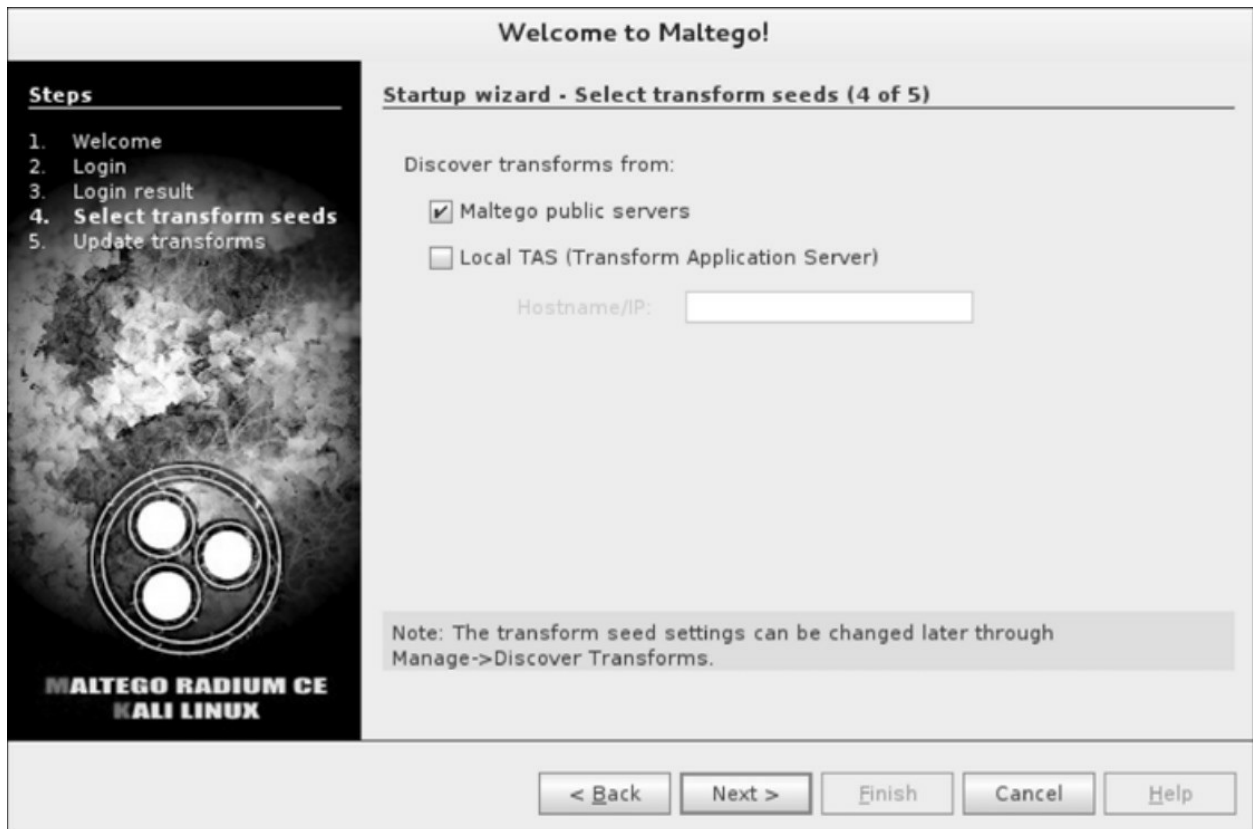 Welcome to Maltego!
Steps
1. Welcome
2. Login
3. Login result
4. Select transform seeds
5. Update transforms
MALTEGO RADIUM CE
KALI LINUX
Startup wizard - Select transform seeds (4 of 5)
Discover transforms from:
Maltego public servers
Local TAS (Transform Application Server)
Hostname/IP:
Note: The transform seed settings can be changed later through
Manage->Discover Transforms.
< Back Next > Finish Cancel Help